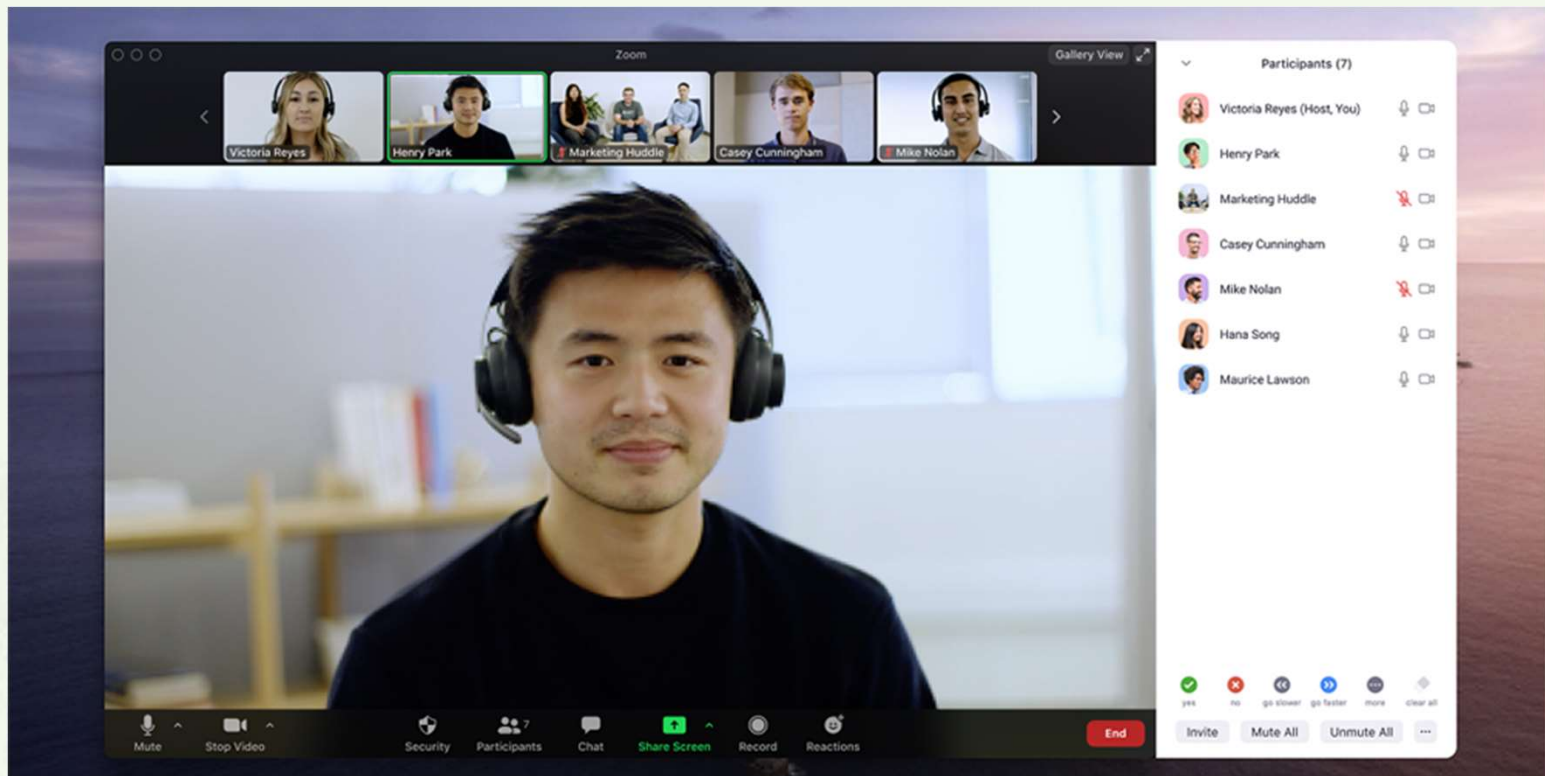 Zoom
Gallery View
Victoria Reyes
Henry Park
Marketing Huddle
Casey Cunningham
Mike Nolan
Participants (7)
Victoria Reyes (Host, You)
Henry Park
Marketing Huddle
Casey Cunningham
Mike Nolan
Hana Song
Maurice Lawson
yes no go slower go faster more clear all
Invite Mute All Unmute All
7
Mute Stop Video Security Participants Chat Share Screen Record Reactions End